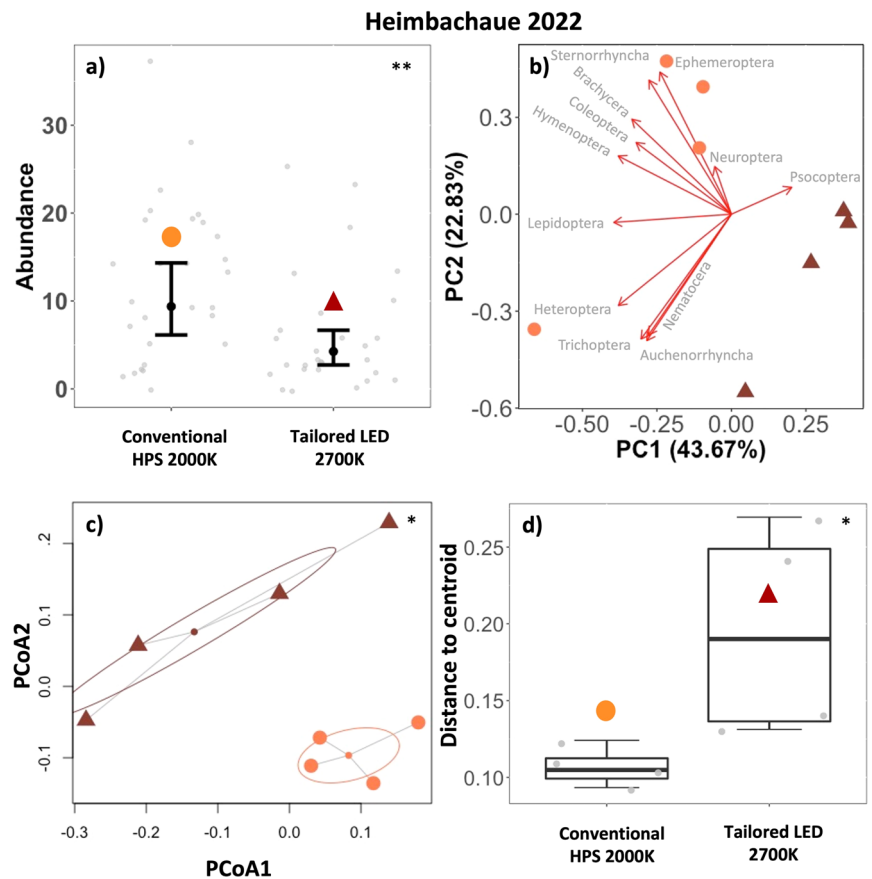 Heimbachaue 2022
a)
**
Abundance
30
20
10
0
Conventional
HPS 2000K
Tailored LED
2700K
b)
PC2 (22.83%)
0.3
0.0
-0.3
-0.6
Sternorrhyncha
Ephemeroptera
Brachycera
Coleoptera
Hymenoptera
Neuroptera
Psocoptera
Lepidoptera
Heteroptera
Nematocera
Trichoptera
Auchenorrhyncha
-0.50
-0.25
0.00
0.25
PC1 (43.67%)
c)
*
PCoA2
.2
0.1
0.0
-0.1
-0.3
-0.2
-0.1
0.0
0.1
PCoA1
d)
*
Distance to centroid
0.25
0.20
0.15
0.10
Conventional
HPS 2000K
Tailored LED
2700K